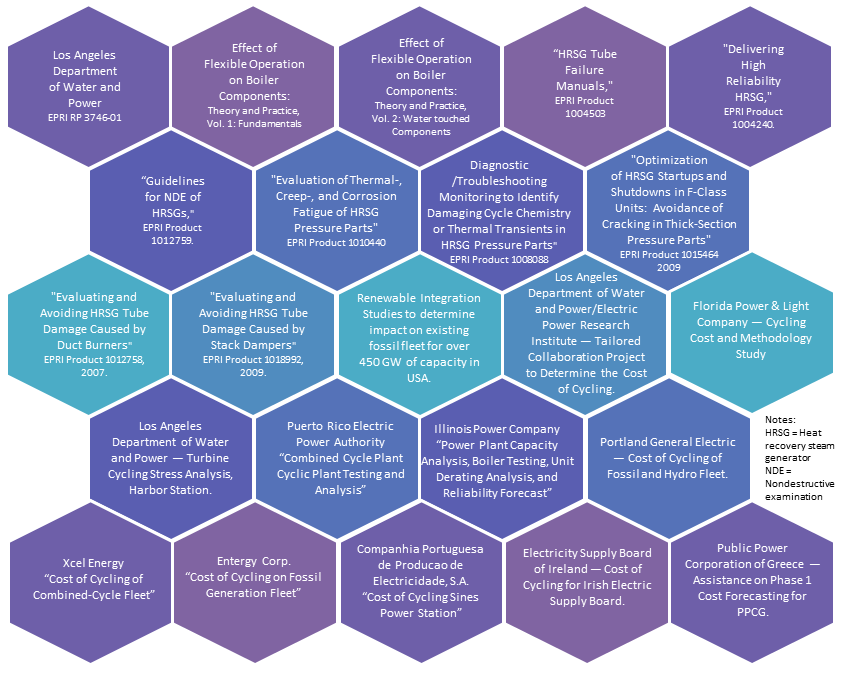 Los Angeles
Department
of Water and
Power
EPRI RP 3746-01
Effect of
Flexible Operation
on Boiler
Components:
Theory and Practice,
Vol. 1: Fundamentals
Effect of
Flexible Operation
on Boiler
Components:
Theory and Practice,
Vol. 2: Water touched
Components
“HRSG Tube
Failure
Manuals,"
EPRI Product
1004503
"Delivering
High
Reliability
HRSG,"
EPRI Product
1004240.
“Guidelines
for NDE of
HRSGs,"
EPRI Product
1012759.
"Evaluation of Thermal-,
Creep-, and Corrosion
Fatigue of HRSG
Pressure Parts"
EPRI Product 1010440
Diagnostic
/Troubleshooting
Monitoring to Identify
Damaging Cycle Chemistry
or Thermal Transients in
HRSG Pressure Parts"
EPRI Product 1008088
"Optimization
of HRSG Startups and
Shutdowns in F-Class
Units: Avoidance of
Cracking in Thick-Section
Pressure Parts"
EPRI Product 1015464
2009
"Evaluating and
Avoiding HRSG Tube
Damage Caused by
Duct Burners"
EPRI Product 1012758,
2007.
"Evaluating and
Avoiding HRSG Tube
Damage Caused by
Stack Dampers"
EPRI Product 1018992,
2009.
Renewable Integration
Studies to determine
impact on existing
fossil fleet for over
450 GW of capacity in
USA.
Los Angeles
Department of Water
and Power/Electric
Power Research
Institute — Tailored
Collaboration Project
to Determine the Cost
of Cycling.
Florida Power & Light
Company — Cycling
Cost and Methodology
Study
Los Angeles
Department of Water
and Power — Turbine
Cycling Stress Analysis,
Harbor Station.
Puerto Rico Electric
Power Authority
“Combined Cycle Plant
Cyclic Plant Testing and
Analysis”
Illinois Power Company
“Power Plant Capacity
Analysis, Boiler Testing, Unit
Derating Analysis, and
Reliability Forecast”
Portland General Electric
— Cost of Cycling of
Fossil and Hydro Fleet.
Notes:
HRSG = Heat
recovery steam
generator
NDE =
Nondestructive
examination
Xcel Energy
“Cost of Cycling of
Combined-Cycle Fleet”
Entergy Corp.
“Cost of Cycling on Fossil
Generation Fleet”
Companhia Portuguesa
de Producao de
Electricidade, S.A.
“Cost of Cycling Sines
Power Station”
Electricity Supply Board
of Ireland — Cost of
Cycling for Irish Electric
Supply Board.
Public Power
Corporation of Greece —
Assistance on Phase 1
Cost Forecasting for
PPCG.